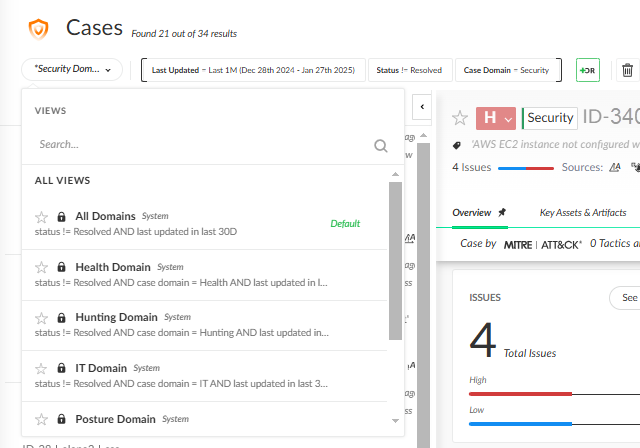 Cases Found 21 out of 34 results
*Security Dom...
Last Updated = Last 1M (Dec 28th 2024 - Jan 27th 2025) Status != Resolved Case Domain = Security
+OR
VIEWS
Search...
ALL VIEWS
All Domains System
status != Resolved AND last updated in last 30D
Default
Health Domain System
status != Resolved AND case domain = Health AND last updated in l...
Hunting Domain System
status != Resolved AND case domain = Hunting AND last updated in...
IT Domain System
status != Resolved AND case domain = IT AND last updated in last 3...
Posture Domain System
H Security ID-340
'AWS EC2 instance not configured w
4 Issues Sources:
Overview Key Assets & Artifacts
Case by MITRE | ATT&CK® 0 Tactics a
ISSUES
See
4 Total Issues
High
Low